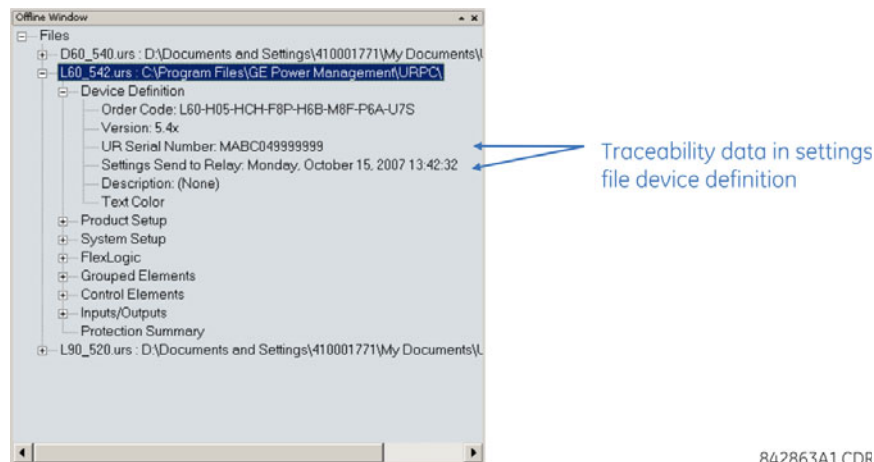 Offline Window
Files
D60_540.urs : D:\Documents and Settings\410001771\My Documents\
L60_542.urs : C:\Program Files\GE Power Management\URPC\
Device Definition
Order Code: L60-H05-HCH-F8P-H6B-M8F-P6A-U7S
Version: 5.4x
UR Serial Number: MABC049999999
Settings Send to Relay: Monday, October 15, 2007 13:42:32
Description: (None)
Text Color
Product Setup
System Setup
FlexLogic
Grouped Elements
Control Elements
Inputs/Outputs
Protection Summary
L90_520.urs : D:\Documents and Settings\410001771\My Documents\
Traceability data in settings
file device definition
842863A1.CDR